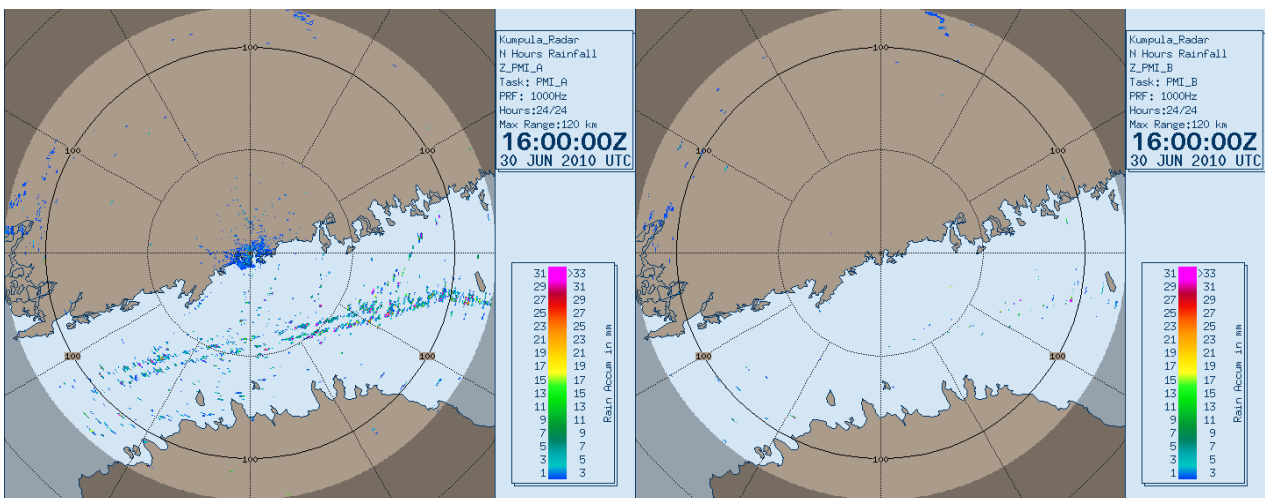 Kumpula_Radar
N Hours Rainfall
Z_PMI_A
Task: PMI_A
PRF: 1000Hz
Hours:24/24
Max Range:120 km
16:00:00Z
30 JUN 2010 UTC
100
100
100
100
100
100
31 >33
29 31
27 29
25 27
23 25
21 23
19 21
17 19
15 17
13 15
11 13
9 11
7 9
5 7
3 5
1 3
Rain Accum in mm
Kumpula_Radar
N Hours Rainfall
Z_PMI_B
Task: PMI_B
PRF: 1000Hz
Hours:24/24
Max Range:120 km
16:00:00Z
30 JUN 2010 UTC
100
100
100
100
100
100
31 >33
29 31
27 29
25 27
23 25
21 23
19 21
17 19
15 17
13 15
11 13
9 11
7 9
5 7
3 5
1 3
Rain Accum in mm